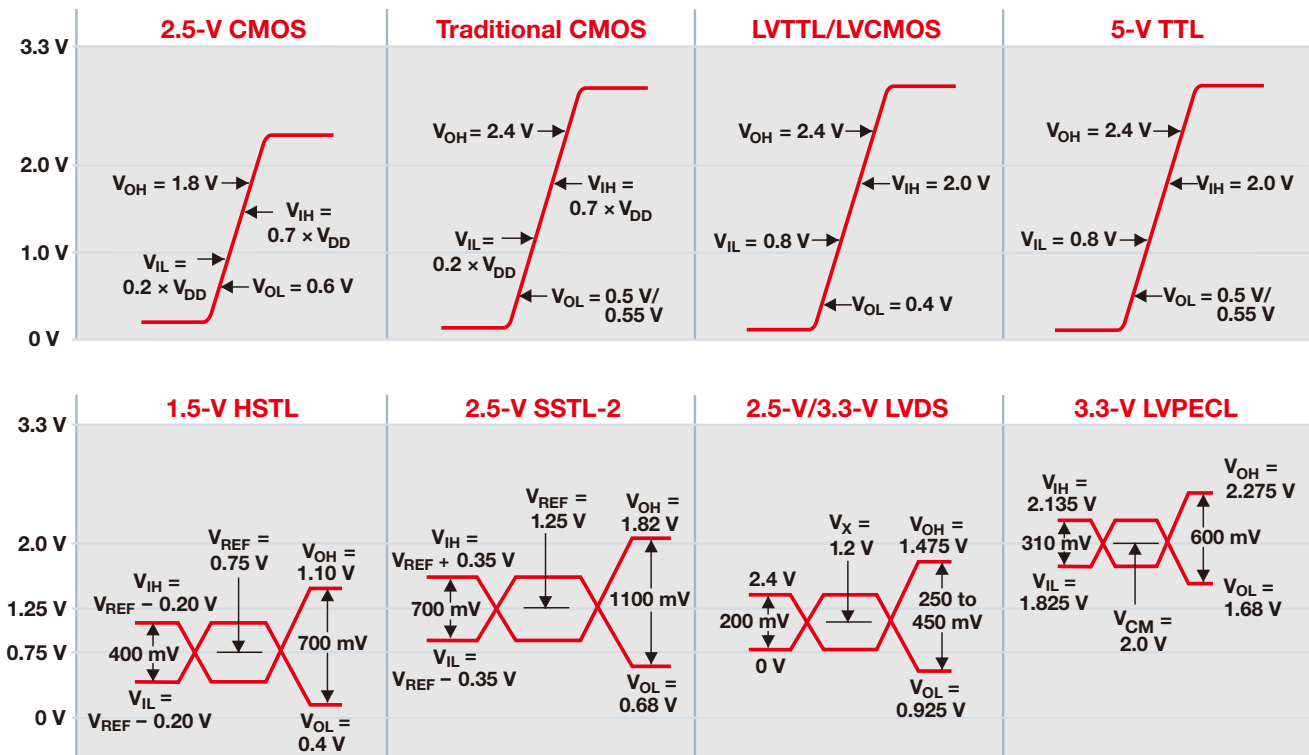 2.5-V CMOS
Traditional CMOS
LVTTL/LVCMOS
5-V TTL
3.3 V
2.0 V
1.0 V
0 V
VOH = 1.8 V
VIH =
0.7 × VDD
VIL =
0.2 × VDD
VOL = 0.6 V
VOH = 2.4 V
VIH =
0.7 × VDD
VIL =
0.2 × VDD
VOL = 0.5 V/
0.55 V
VOH = 2.4 V
VIH = 2.0 V
VIL = 0.8 V
VOL = 0.4 V
VOH = 2.4 V
VIH = 2.0 V
VIL = 0.8 V
VOL = 0.5 V/
0.55 V
1.5-V HSTL
2.5-V SSTL-2
2.5-V/3.3-V LVDS
3.3-V LVPECL
3.3 V
2.0 V
1.25 V
0.75 V
0 V
VREF =
0.75 V
VOH =
1.10 V
VIH =
VREF − 0.20 V
400 mV
700 mV
VIL =
VREF − 0.20 V
VOL =
0.4 V
VREF =
1.25 V
VOH =
1.82 V
VIH =
VREF + 0.35 V
700 mV
1100 mV
VIL =
VREF − 0.35 V
VOL =
0.68 V
VX =
1.2 V
VOH =
1.475 V
2.4 V
200 mV
250 to
450 mV
0 V
VOL =
0.925 V
VIH =
2.135 V
VOH =
2.275 V
310 mV
600 mV
VIL =
1.825 V
VCM =
2.0 V
VOL =
1.68 V